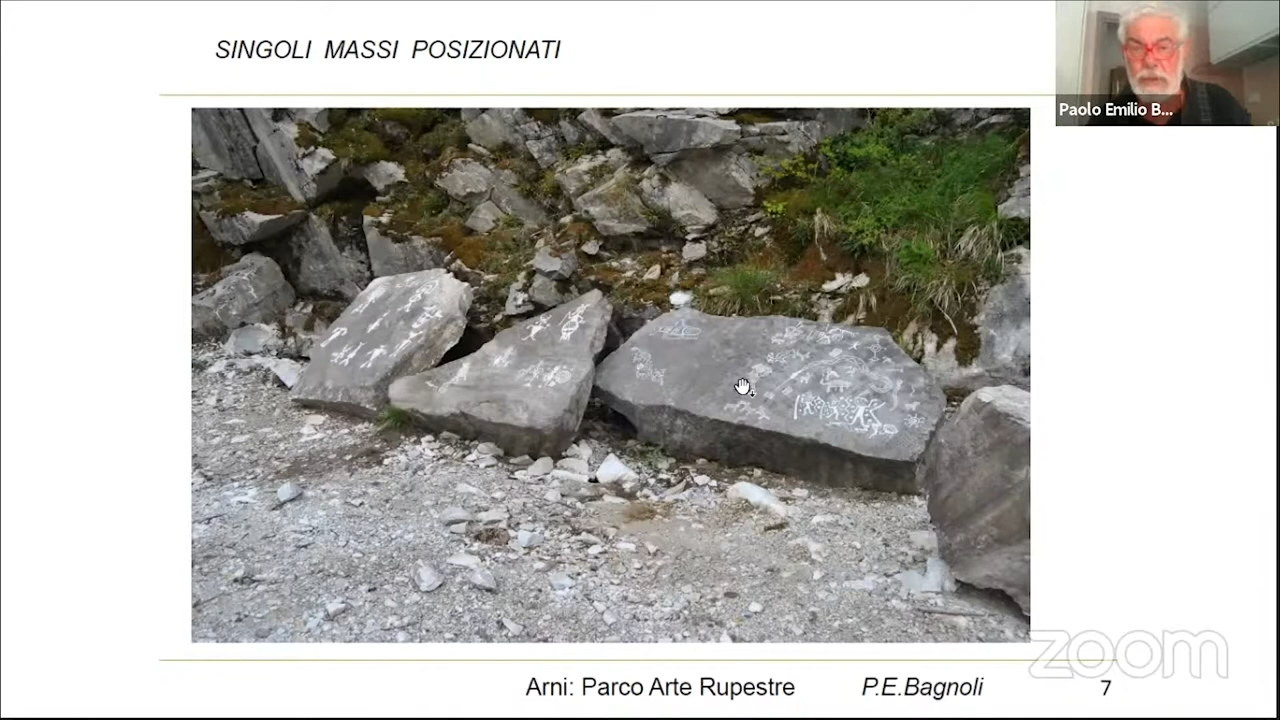 SINGOLI MASSI POSIZIONATI
Paolo Emilio B...
zoom
Arni: Parco Arte Rupestre P.E.Bagnoli 7